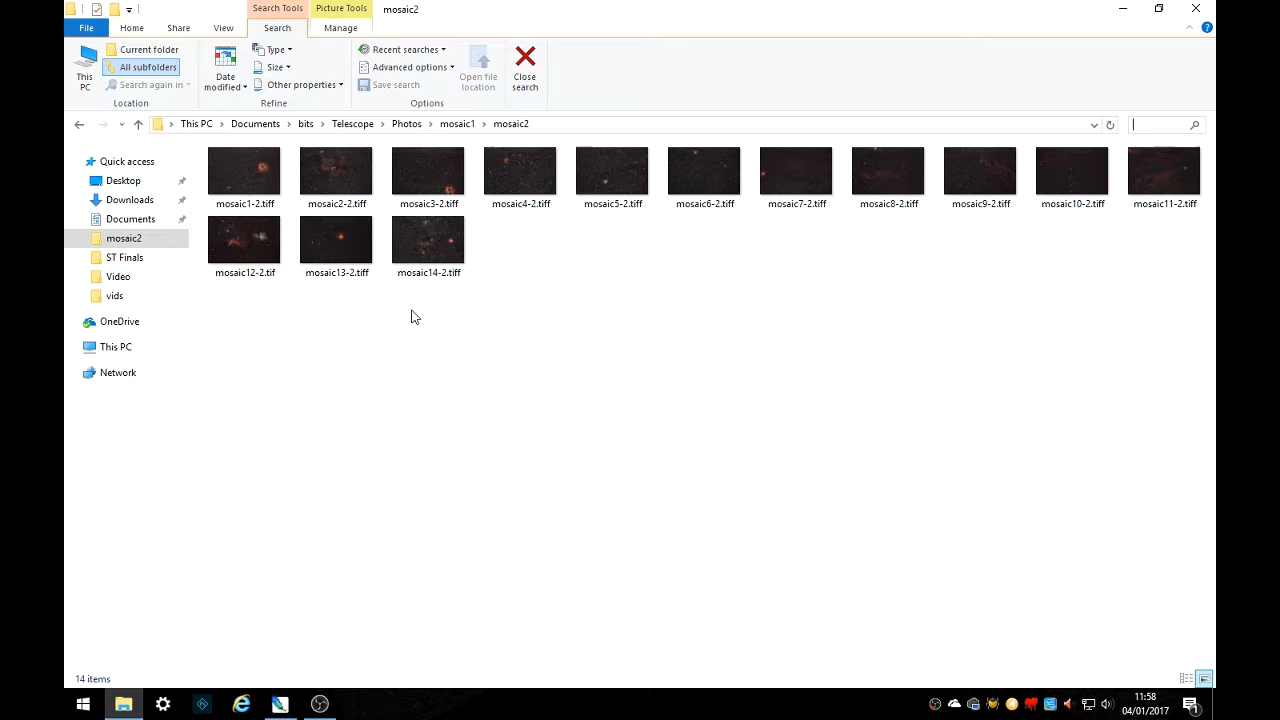 Search Tools Picture Tools mosaic2
File Home Share View Search Manage
This PC
Current folder
All subfolders
Search again in
Location
Date modified
Type
Size
Other properties
Refine
Recent searches
Advanced options
Save search
Options
Open file location
Close search
This PC Documents bits Telescope Photos mosaic1 mosaic2
Quick access
Desktop
Downloads
Documents
mosaic2
ST Finals
Video
vids
OneDrive
This PC
Network
mosaic1-2.tiff mosaic2-2.tiff mosaic3-2.tiff mosaic4-2.tiff mosaic5-2.tiff mosaic6-2.tiff mosaic7-2.tiff mosaic8-2.tiff mosaic9-2.tiff mosaic10-2.tiff mosaic11-2.tiff
mosaic12-2.tif mosaic13-2.tiff mosaic14-2.tiff
14 items
11:58
04/01/2017